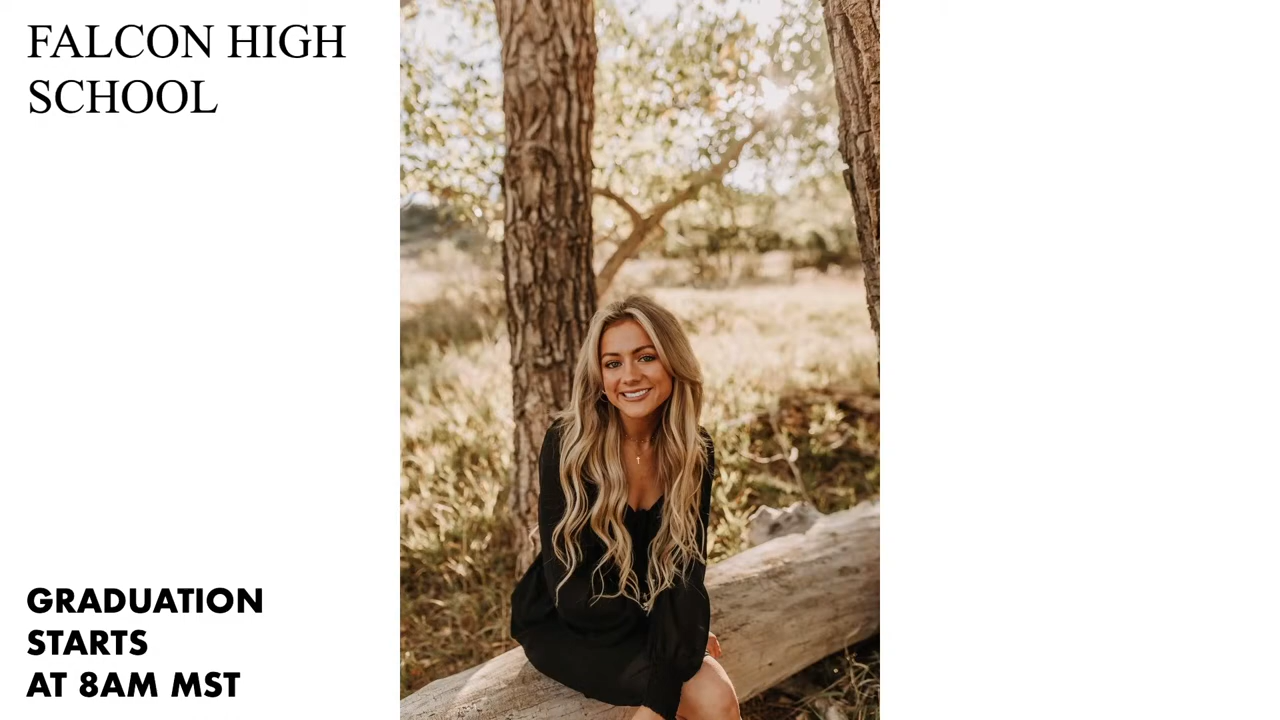 FALCON HIGH
SCHOOL
GRADUATION
STARTS
AT 8AM MST